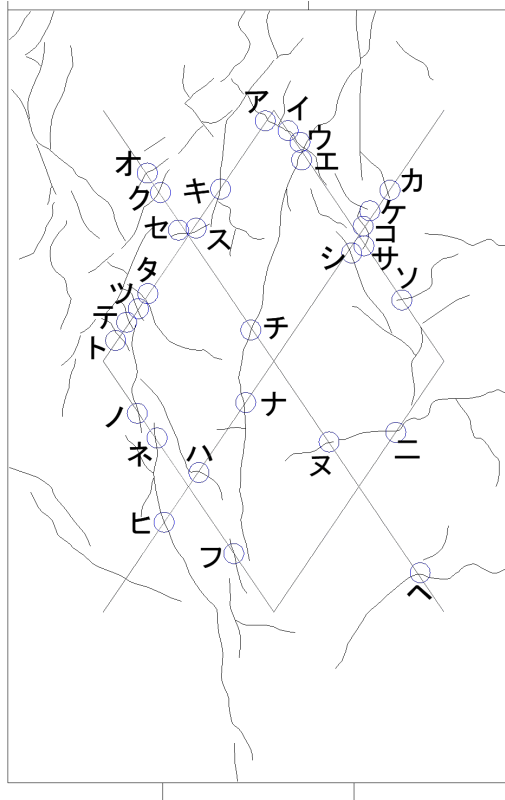 ア
イ
ウ
エ
オ
カ
キ
ク
ケ
コ
サ
シ
ス
セ
ソ
タ
チ
ツ
テ
ト
ナ
ニ
ヌ
ネ
ノ
ハ
ヒ
フ
ヘ